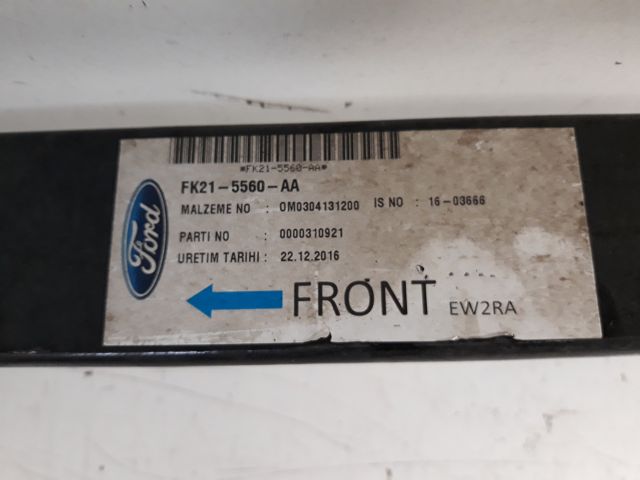 *FK21-5560-AA*
FK21-5560-AA
MALZEME NO : OM0304131200 IS NO : 16-03666
PARTI NO : 0000310921
URETIM TARIHI : 22.12.2016
Ford
FRONT EW2RA